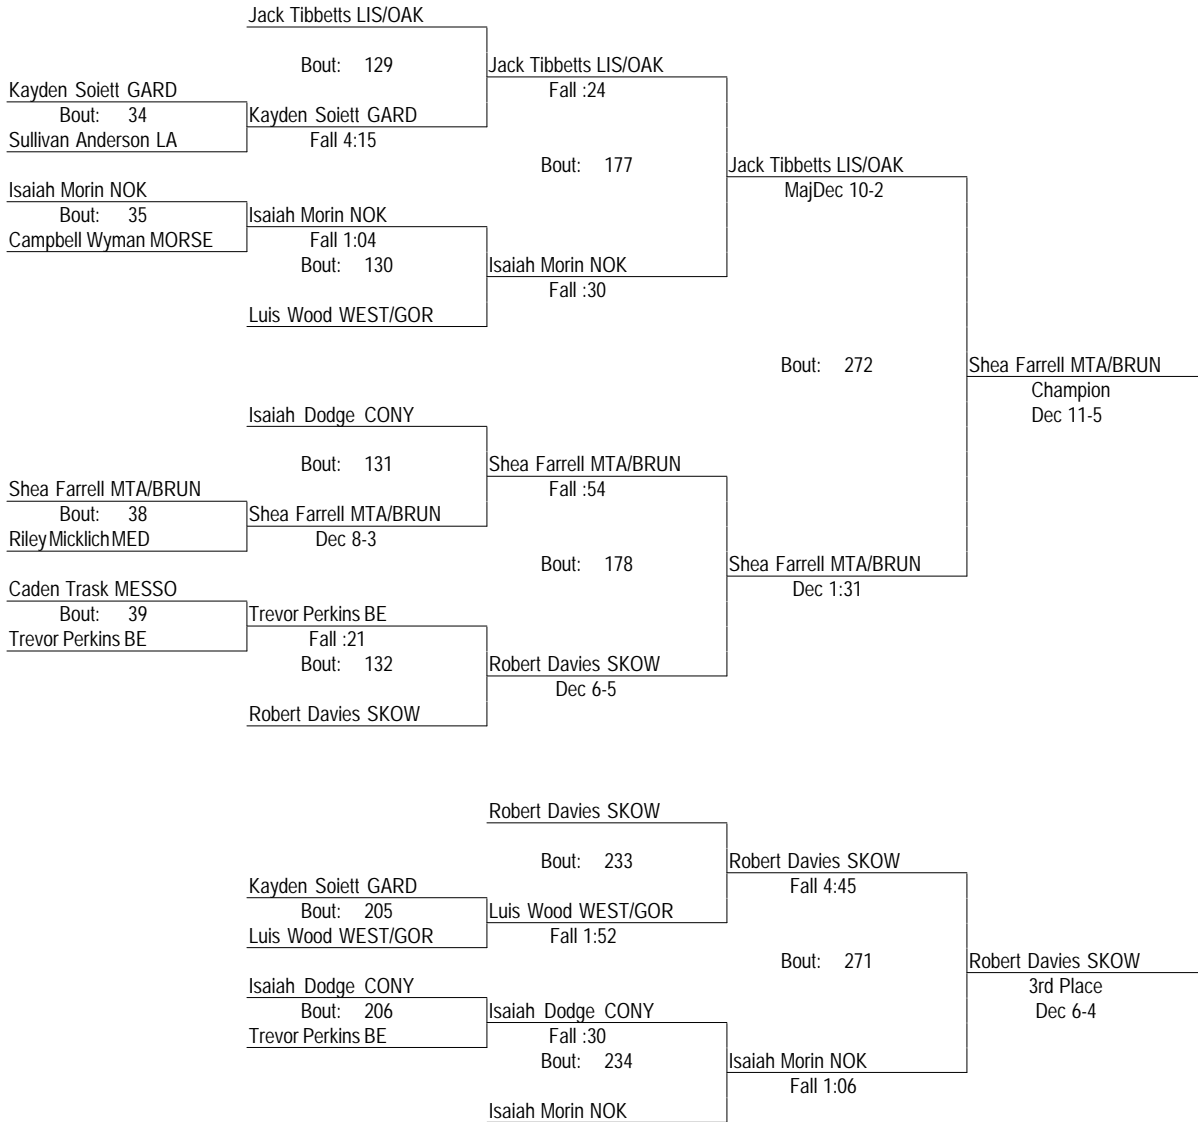 Jack Tibbetts LIS/OAK
Bout: 129
Jack Tibbetts LIS/OAK
Fall :24
Kayden Soiett GARD
Bout: 34
Sullivan Anderson LA
Kayden Soiett GARD
Fall 4:15
Bout: 177
Jack Tibbetts LIS/OAK
MajDec 10-2
Isaiah Morin NOK
Bout: 35
Campbell Wyman MORSE
Isaiah Morin NOK
Fall 1:04
Bout: 130
Isaiah Morin NOK
Fall :30
Luis Wood WEST/GOR
Bout: 272
Shea Farrell MTA/BRUN
Champion
Dec 11-5
Isaiah Dodge CONY
Bout: 131
Shea Farrell MTA/BRUN
Fall :54
Shea Farrell MTA/BRUN
Bout: 38
Riley Micklich MED
Shea Farrell MTA/BRUN
Dec 8-3
Bout: 178
Shea Farrell MTA/BRUN
Dec 1:31
Caden Trask MESSO
Bout: 39
Trevor Perkins BE
Trevor Perkins BE
Fall :21
Bout: 132
Robert Davies SKOW
Dec 6-5
Robert Davies SKOW
Robert Davies SKOW
Bout: 233
Robert Davies SKOW
Fall 4:45
Kayden Soiett GARD
Bout: 205
Luis Wood WEST/GOR
Luis Wood WEST/GOR
Fall 1:52
Bout: 271
Robert Davies SKOW
3rd Place
Dec 6-4
Isaiah Dodge CONY
Bout: 206
Trevor Perkins BE
Isaiah Dodge CONY
Fall :30
Bout: 234
Isaiah Morin NOK
Fall 1:06
Isaiah Morin NOK